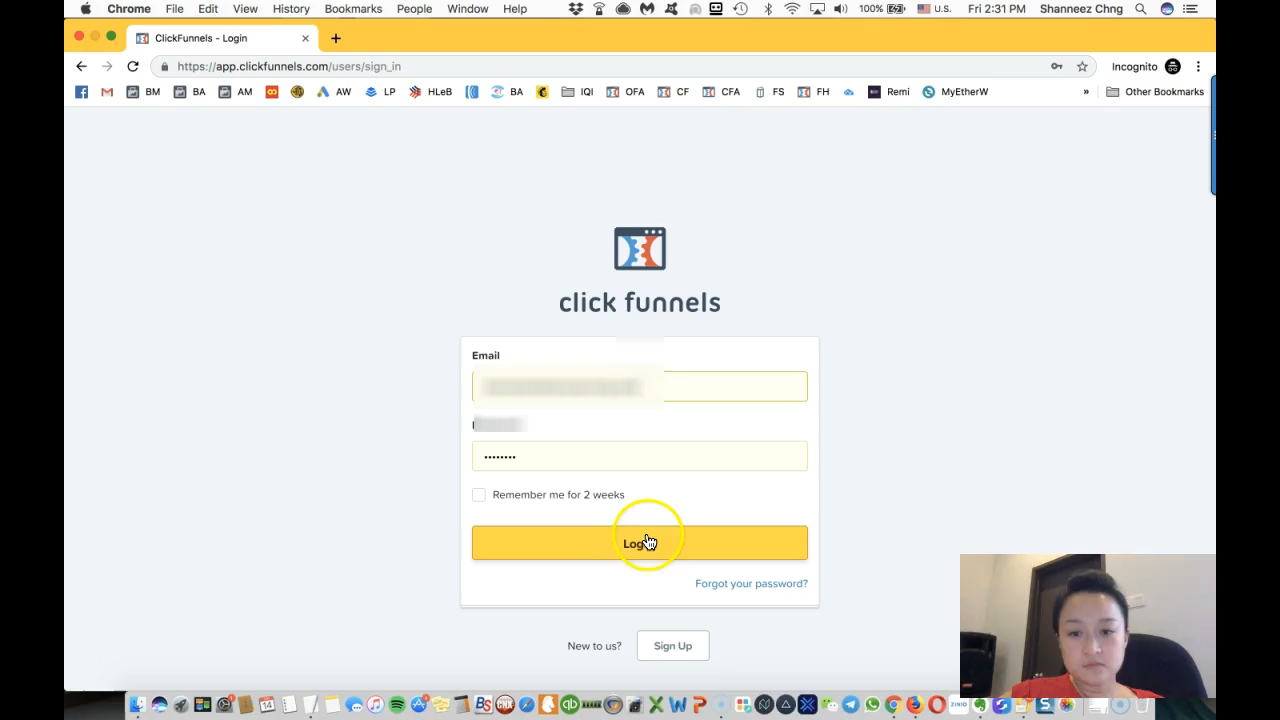 Chrome File Edit View History Bookmarks People Window Help 100% U.S. Fri 2:31 PM Shanneez Chng
ClickFunnels - Login
https://app.clickfunnels.com/users/sign_in Incognito
BM BA AM AW LP HLeB BA IQI OFA CF CFA FS FH Remi MyEtherW » Other Bookmarks
click funnels
Email
••••••••
Remember me for 2 weeks
Forgot your password?
New to us? Sign Up